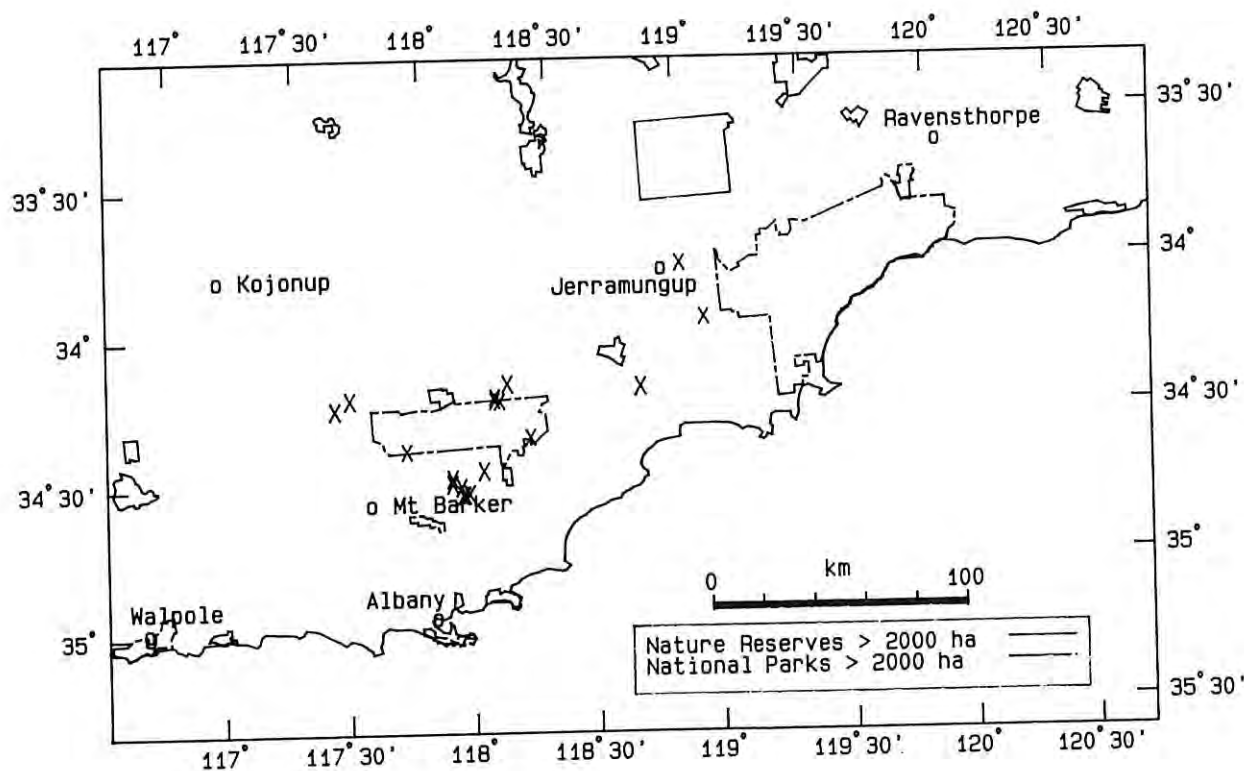 117° 117°30' 118° 118°30' 119° 119°30' 120° 120°30'
33°30'
Ravensthorpe
33°30'
34°
Kojonup
Jerramungup
34°
34°30'
34°30'
Mt Barker
35°
km
0 100
Albany
Walpole
35°
Nature Reserves > 2000 ha
National Parks > 2000 ha
35°30'
117° 117°30' 118° 118°30' 119° 119°30' 120° 120°30'